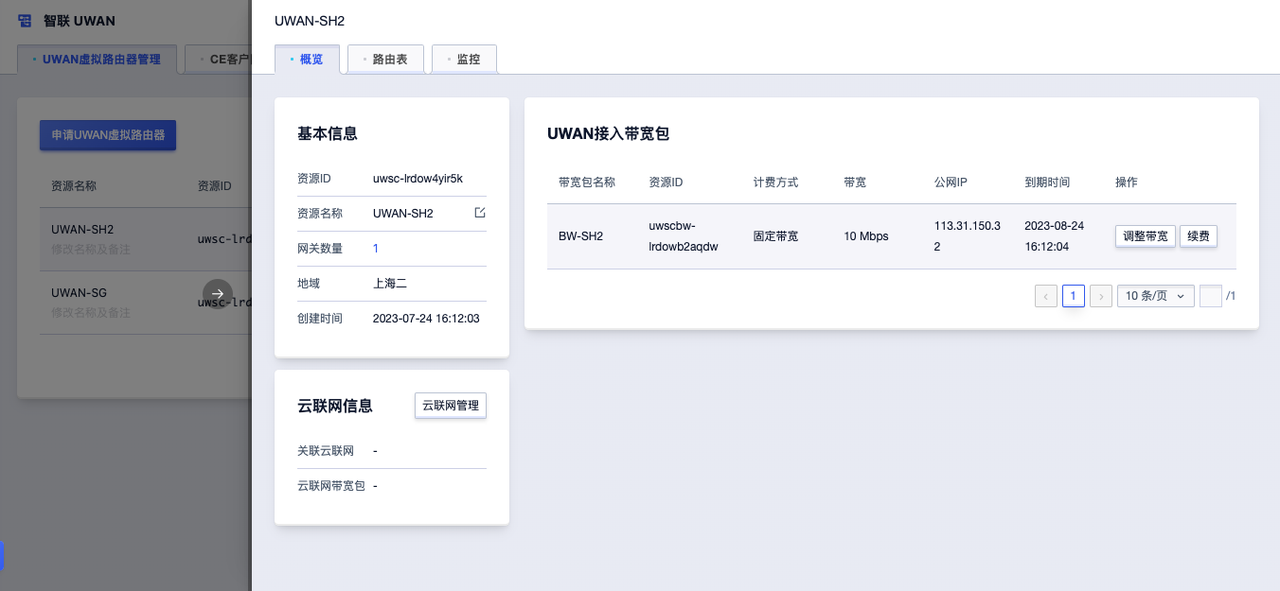 智联 UWAN
UWAN虚拟路由器管理
CE客户
申请UWAN虚拟路由器
资源名称 资源ID
UWAN-SH2
修改名称及备注
uwsc-lrd
UWAN-SG
修改名称及备注
uwsc-lrd
UWAN-SH2
概览 路由表 监控
基本信息
资源ID uwsc-lrdow4yir5k
资源名称 UWAN-SH2
网关数量 1
地域 上海二
创建时间 2023-07-24 16:12:03
云联网信息 云联网管理
关联云联网 -
云联网带宽包 -
UWAN接入带宽包
带宽包名称 资源ID 计费方式 带宽 公网IP 到期时间 操作
BW-SH2 uwscbw- 固定带宽 10 Mbps 113.31.150.3 2023-08-24 调整带宽 续费
lrdowb2aqdw 2 16:12:04
1 10 条/页 /1